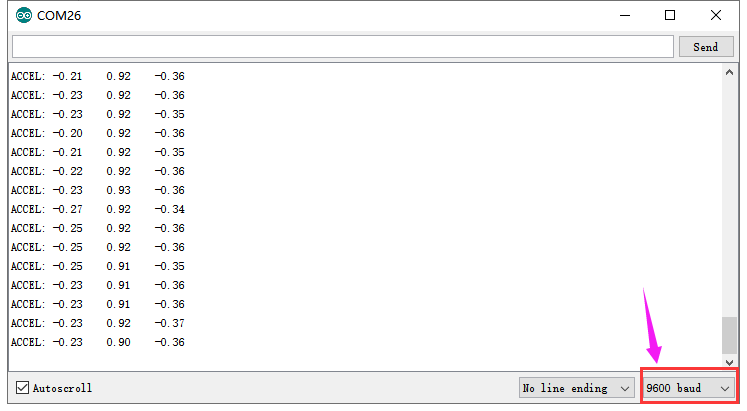 COM26
Send
ACCEL: -0.21 0.92 -0.36
ACCEL: -0.23 0.92 -0.36
ACCEL: -0.23 0.92 -0.35
ACCEL: -0.20 0.92 -0.36
ACCEL: -0.21 0.92 -0.35
ACCEL: -0.22 0.92 -0.36
ACCEL: -0.23 0.93 -0.36
ACCEL: -0.27 0.92 -0.34
ACCEL: -0.25 0.92 -0.36
ACCEL: -0.25 0.92 -0.36
ACCEL: -0.25 0.91 -0.35
ACCEL: -0.23 0.91 -0.36
ACCEL: -0.23 0.91 -0.36
ACCEL: -0.23 0.92 -0.37
ACCEL: -0.23 0.90 -0.36
Autoscroll No line ending 9600 baud